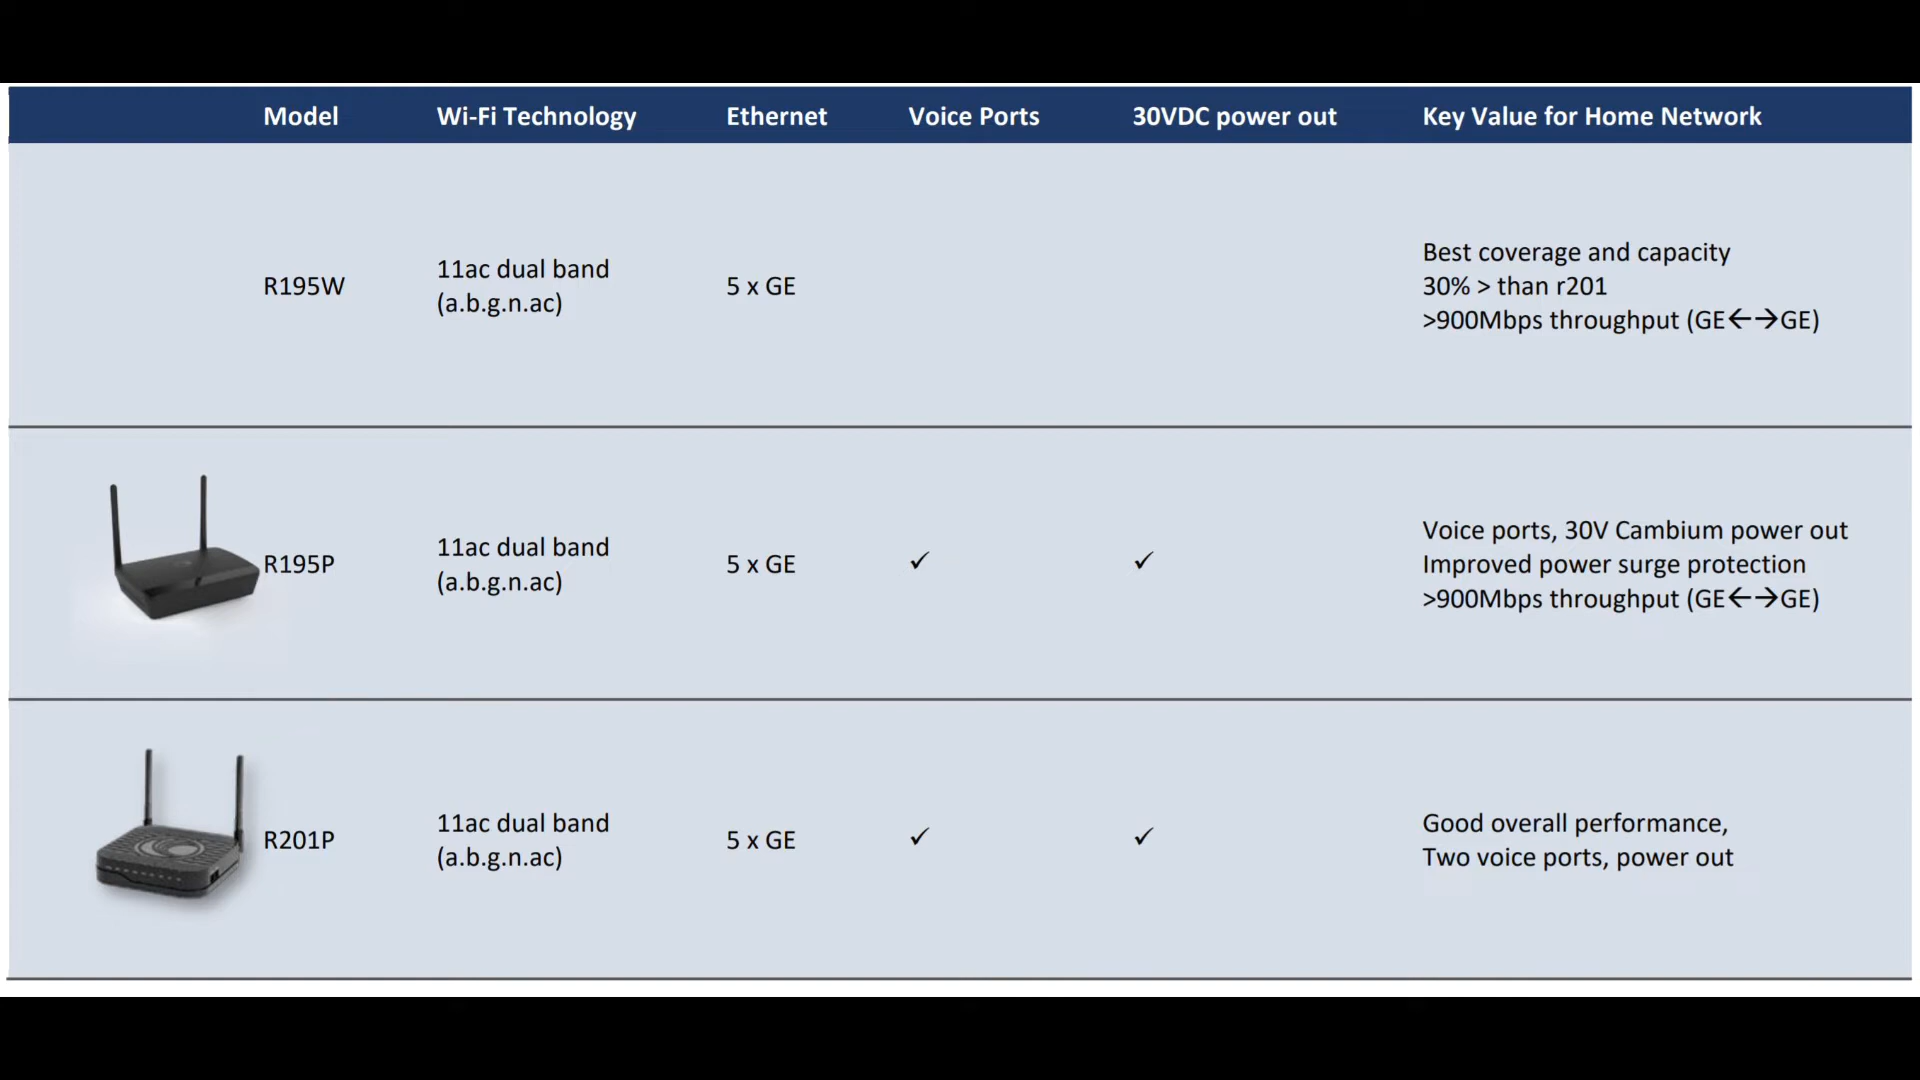 Model Wi-Fi Technology Ethernet Voice Ports 30VDC power out Key Value for Home Network
R195W
11ac dual band
(a.b.g.n.ac)
5 x GE
Best coverage and capacity
30% > than r201
>900Mbps throughput (GE←→GE)
R195P
11ac dual band
(a.b.g.n.ac)
5 x GE
✓
✓
Voice ports, 30V Cambium power out
Improved power surge protection
>900Mbps throughput (GE←→GE)
R201P
11ac dual band
(a.b.g.n.ac)
5 x GE
✓
✓
Good overall performance,
Two voice ports, power out